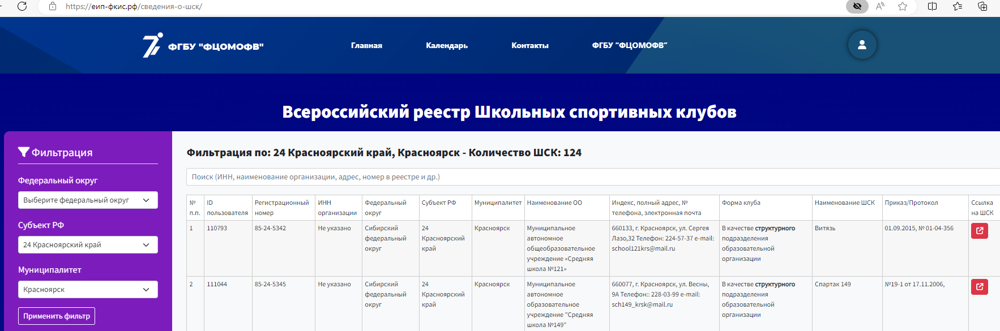 https://еип-фкис.рф/сведения-о-шск/
ФГБУ "ФЦОМОФВ"
Главная
Календарь
Контакты
ФГБУ “ФЦОМОФВ”
Всероссийский реестр Школьных спортивных клубов
Фильтрация
Федеральный округ
Выберите федеральный округ
Субъект РФ
24 Красноярский край
Муниципалитет
Красноярск
Применить фильтр
Фильтрация по: 24 Красноярский край, Красноярск - Количество ШСК: 124
Поиск (ИНН, наименование организации, адрес, номер в реестре и др.)
№
п.п.
ID
пользователя
Регистрационный
номер
ИНН
организации
Федеральный
округ
Субъект РФ
Муниципалитет
Наименование ОО
Индекс, полный адрес, №
телефона, электронная почта
Форма клуба
Наименование ШСК
Приказ/Протокол
Ссылка
на ШСК
1
110793
85-24-5342
Не указано
Сибирский
федеральный
округ
24
Красноярский
край
Красноярск
Муниципальное
автономное
общеобразовательное
учреждение «Средняя
школа №121»
660133, г. Красноярск, ул. Сергея
Лазо,32 Телефон: 224-57-37 e-mail:
school121krs@mail.ru
В качестве структурного
подразделения
образовательной
организации
Витязь
01.09.2015, № 01-04-356
2
111044
85-24-5345
Не указано
Сибирский
федеральный
округ
24
Красноярский
край
Красноярск
Муниципальное
автономное
образовательное
учреждение "Средняя
школа №149"
660077, г. Красноярск, ул. Весны,
9А Телефон:: 228-03-99 e-mail:
sch149_krsk@mail.ru
В качестве структурного
подразделения
образовательной
организации
Спартак 149
№19-1 от 17.11.2006,